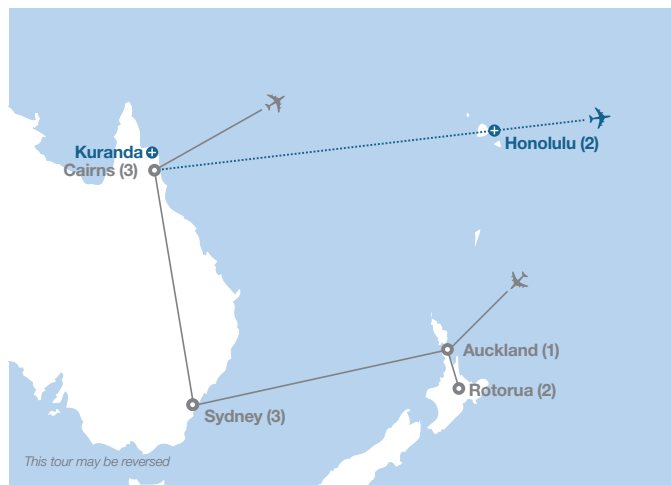 Kuranda
Cairns (3)
Honolulu (2)
Auckland (1)
Rotorua (2)
Sydney (3)
This tour may be reversed